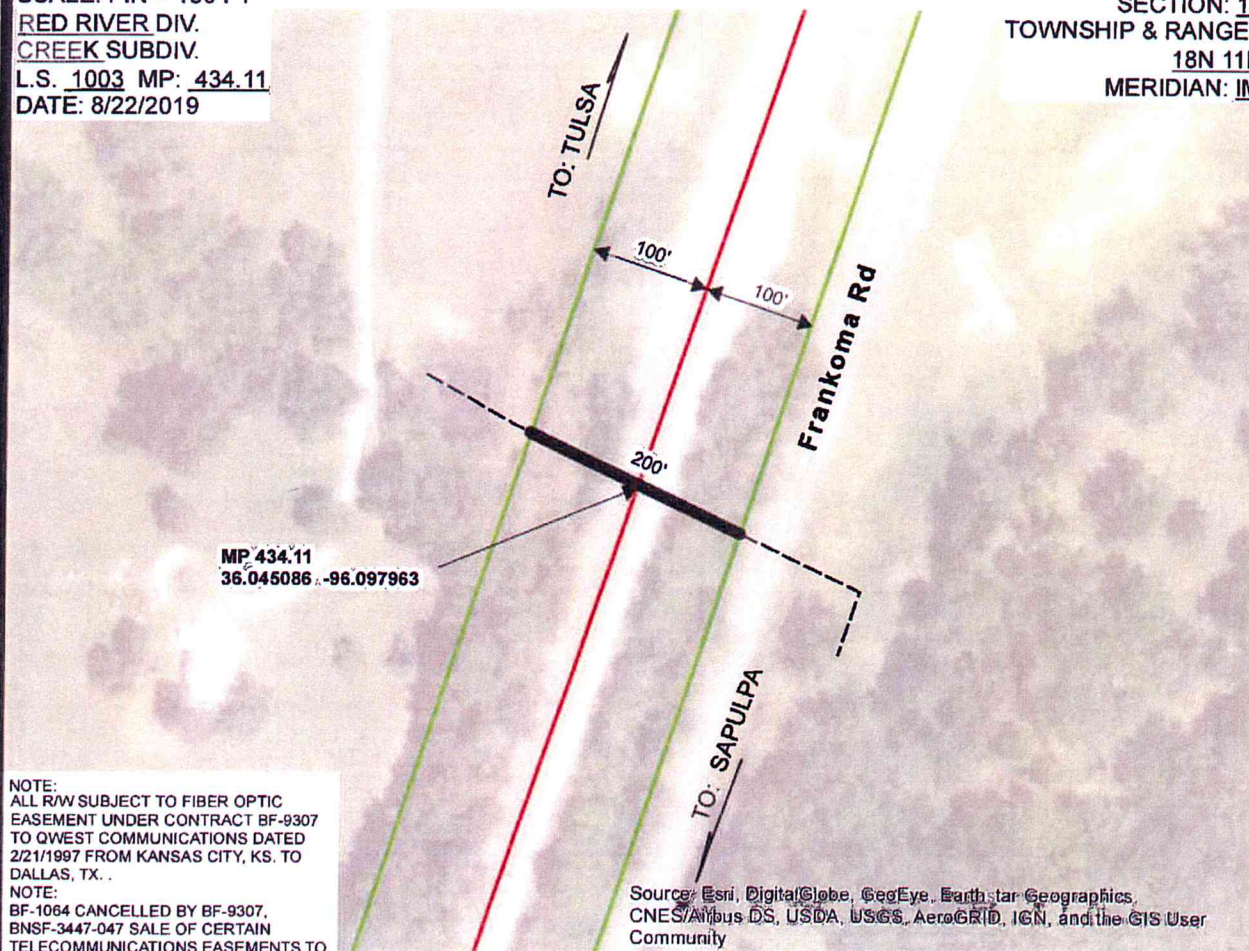 RED RIVER DIV.
CREEK SUBDIV.
L.S. 1003 MP: 434.11
DATE: 8/22/2019
SECTION:
TOWNSHIP & RANGE
18N
MERIDIAN:
TO: TULSA
100'
100'
Frankoma Rd
200'
MP 434.11
36.045086, -96.097963
TO: SAPULPA
NOTE:
ALL R/W SUBJECT TO FIBER OPTIC
EASEMENT UNDER CONTRACT BF-9307
TO QWEST COMMUNICATIONS DATED
2/21/1997 FROM KANSAS CITY, KS. TO
DALLAS, TX. .
NOTE:
BF-1064 CANCELLED BY BF-9307,
BNSF-3447-047 SALE OF CERTAIN
TELECOMMUNICATIONS EASEMENTS TO
Source: Esri, DigitalGlobe, GeoEye, Earthstar Geographics,
CNES/Airbus DS, USDA, USGS, AeroGRID, IGN, and the GIS User
Community